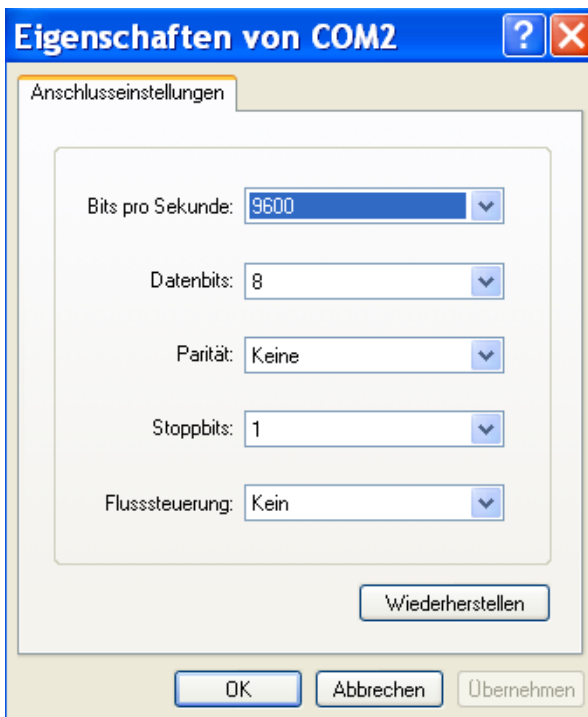 Eigenschaften von COM2
Anschlusseinstellungen
Bits pro Sekunde: 9600
Datenbits: 8
Parität: Keine
Stoppbits: 1
Flusssteuerung: Kein
Wiederherstellen
OK Abbrechen Übernehmen